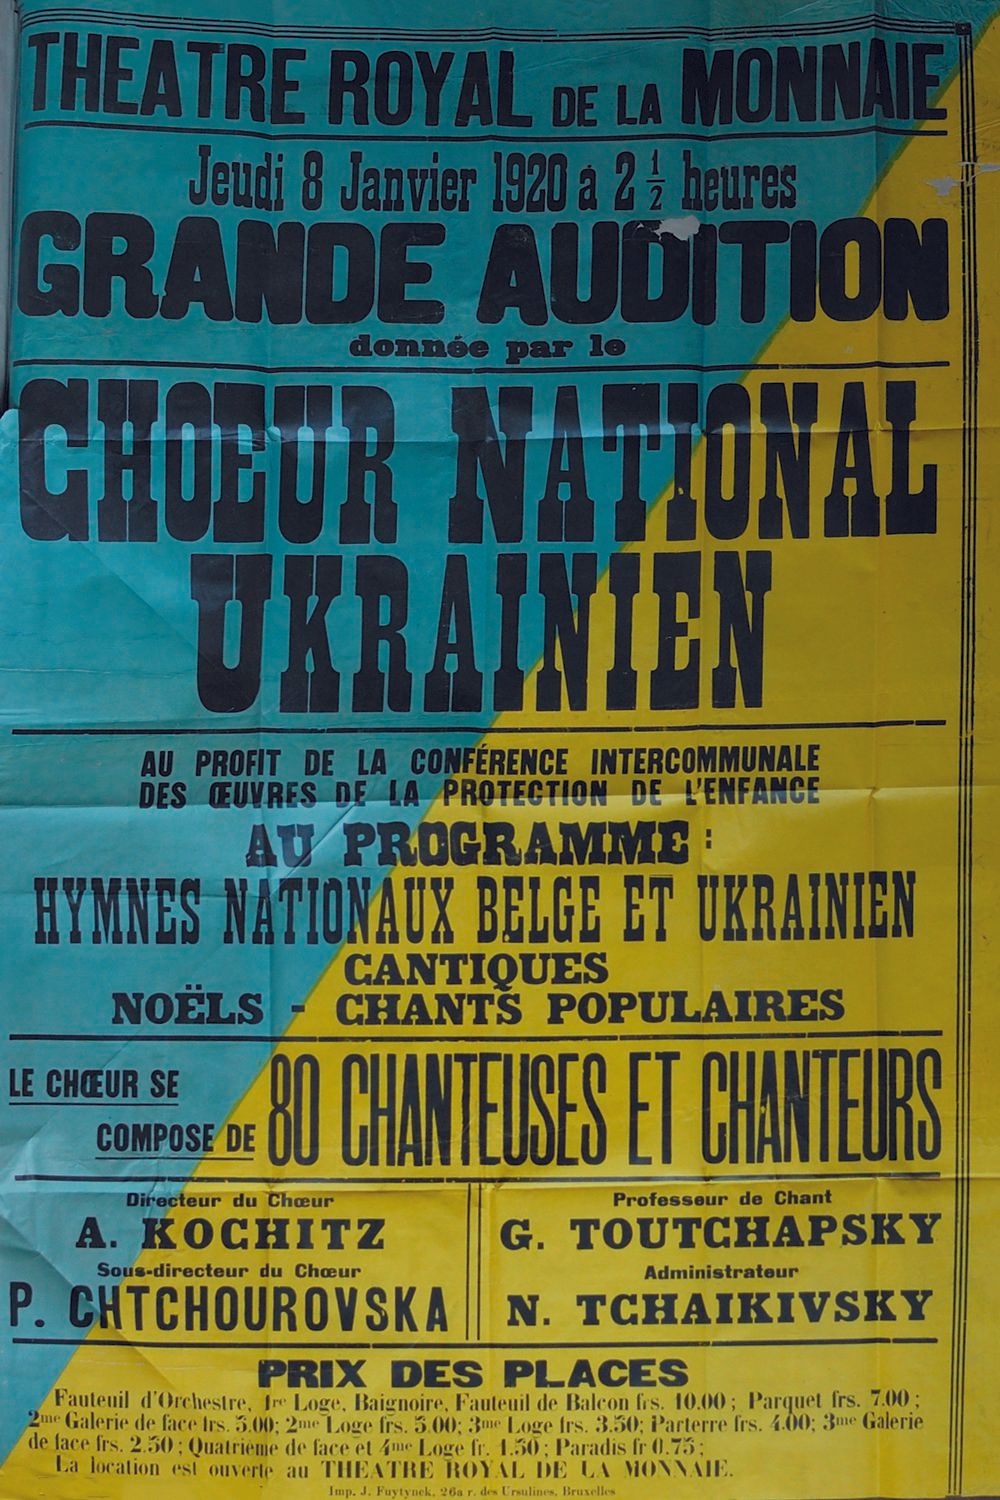 THEATRE ROYAL DE LA MONNAIE
Jeudi 8 Janvier 1920 à 2 1/2 heures
GRANDE AUDITION
donnée par le
CHŒUR NATIONAL
UKRAINIEN
AU PROFIT DE LA CONFÉRENCE INTERCOMMUNALE
DES ŒUVRES DE LA PROTECTION DE L'ENFANCE
AU PROGRAMME :
HYMNES NATIONAUX BELGE ET UKRAINIEN
CANTIQUES
NOËLS - CHANTS POPULAIRES
LE CHŒUR SE
COMPOSE DE 80 CHANTEUSES ET CHANTEURS
Directeur du Chœur
A. KOCHITZ
Sous-directeur du Chœur
P. CHTCHOUROVSKA
Professeur de Chant
G. TOUTCHAPSKY
Administrateur
N. TCHAIKIVSKY
PRIX DES PLACES
Fauteuil d'Orchestre, 1re Loge, Baignoire, Fauteuil de Balcon frs. 10.00 ; Parquet frs. 7.00 ;
2me Galerie de face frs. 5.00; 2me Loge frs. 5.00; 3me Loge frs. 3.50; Parterre frs. 4.00; 3me Galerie
de face frs. 2.50 ; Quatrième de face et 4me Loge fr. 1.50 ; Paradis fr 0.75 ;
La location est ouverte au THEATRE ROYAL DE LA MONNAIE.
Imp. J. Fuytynck, 26a r. des Ursulines, Bruxelles